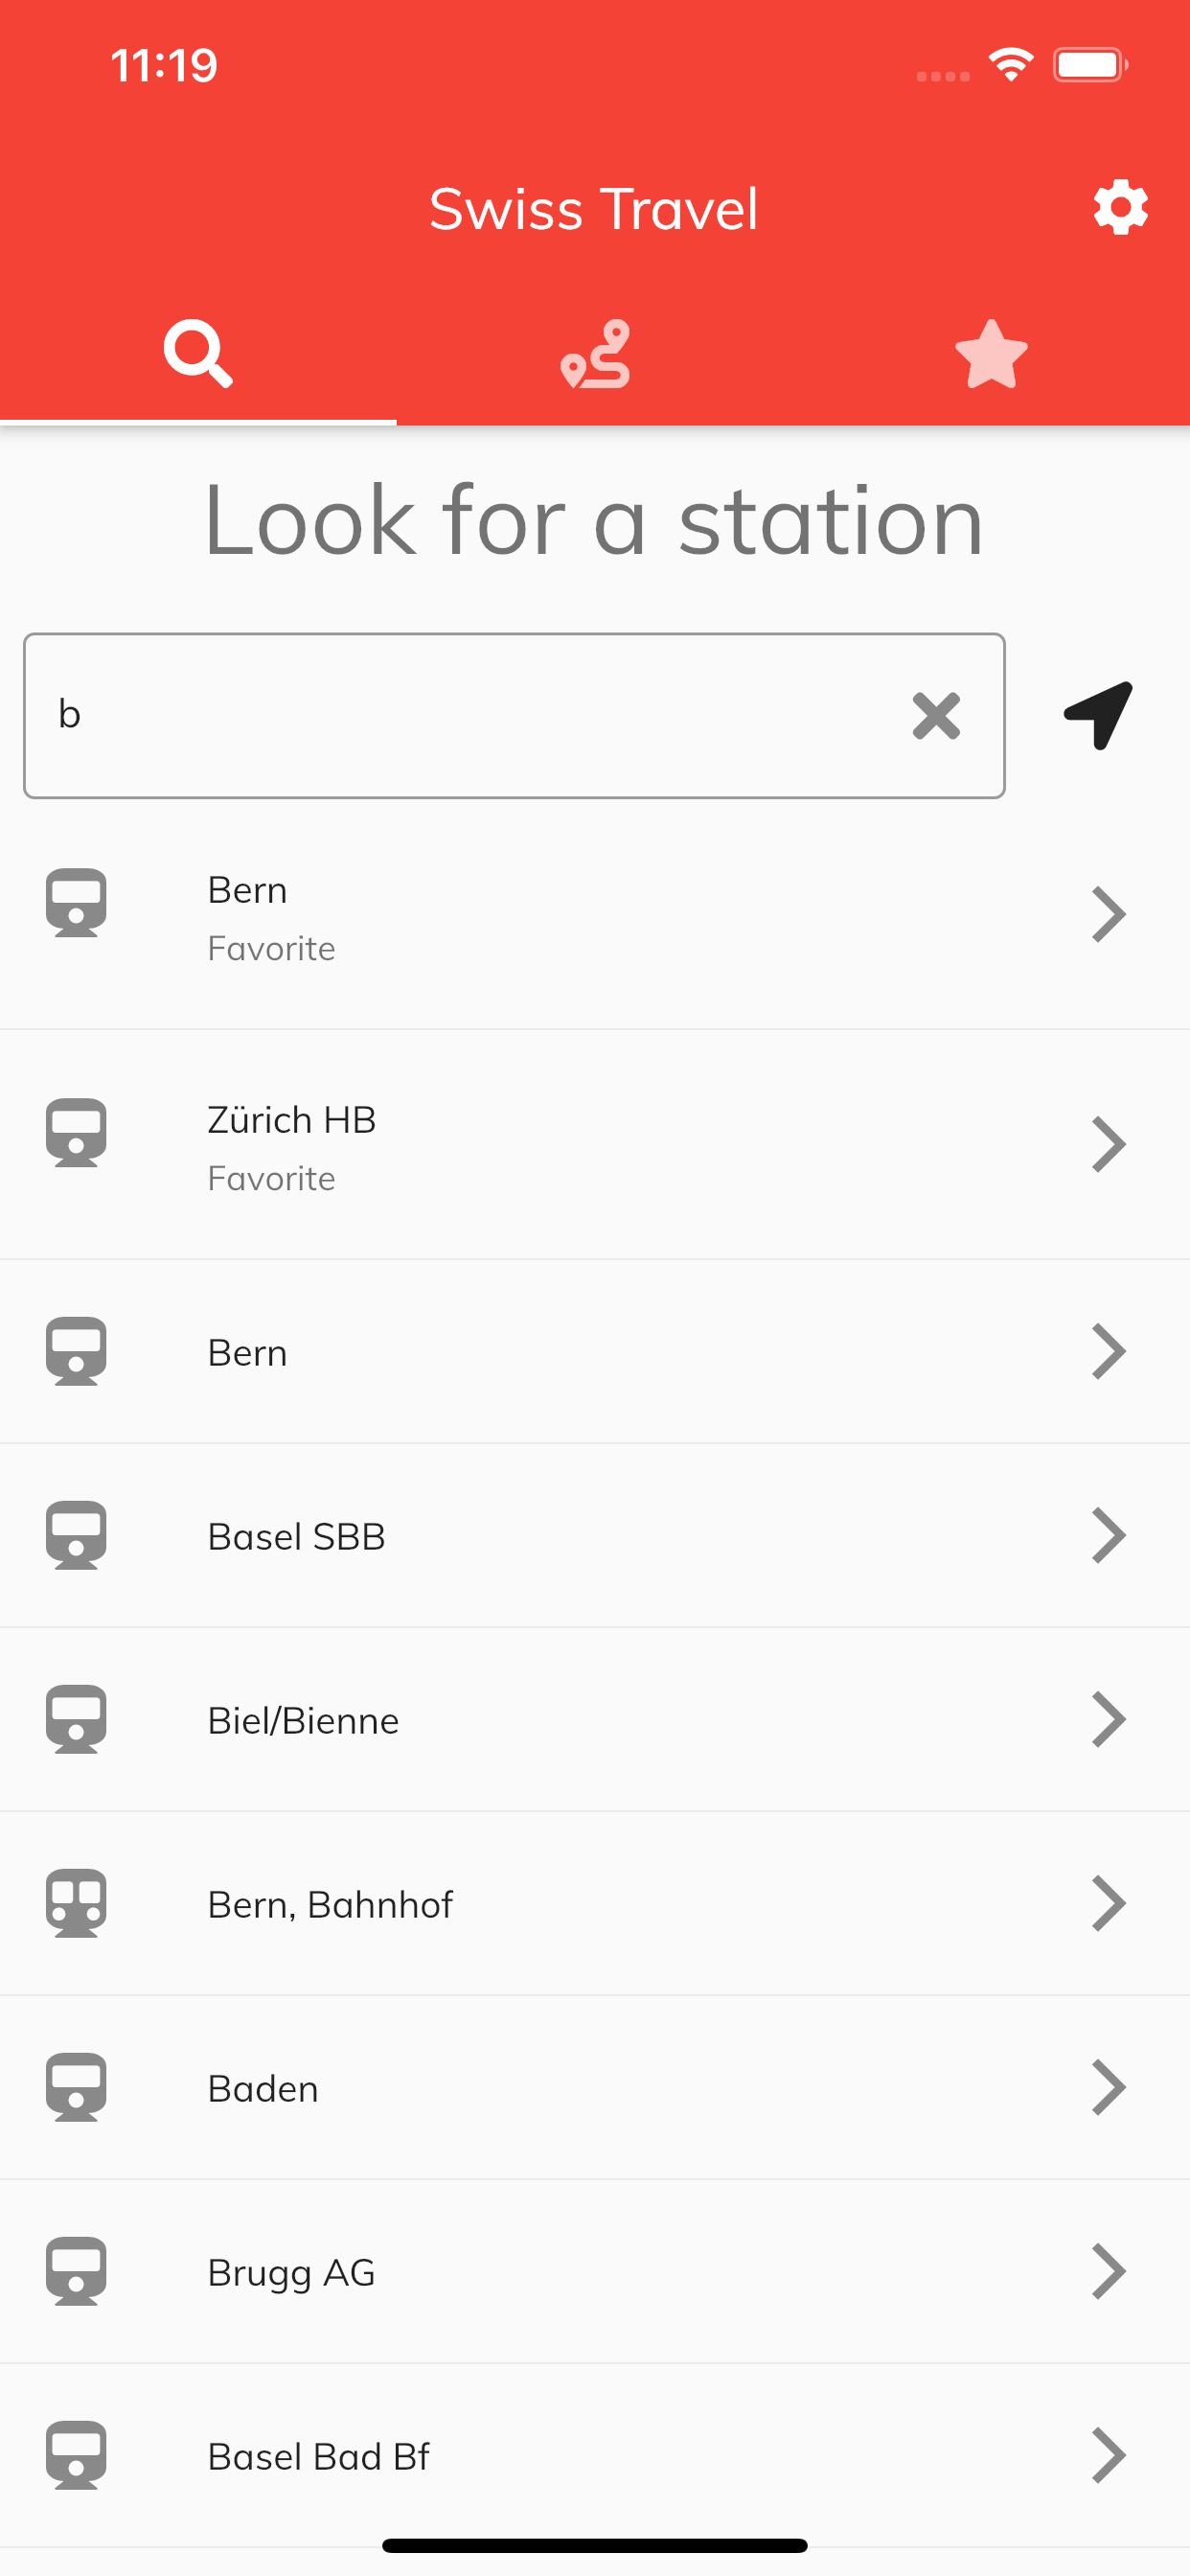 11:19
Swiss Travel
Look for a station
b
Bern
Favorite
Zürich HB
Favorite
Bern
Basel SBB
Biel/Bienne
Bern, Bahnhof
Baden
Brugg AG
Basel Bad Bf